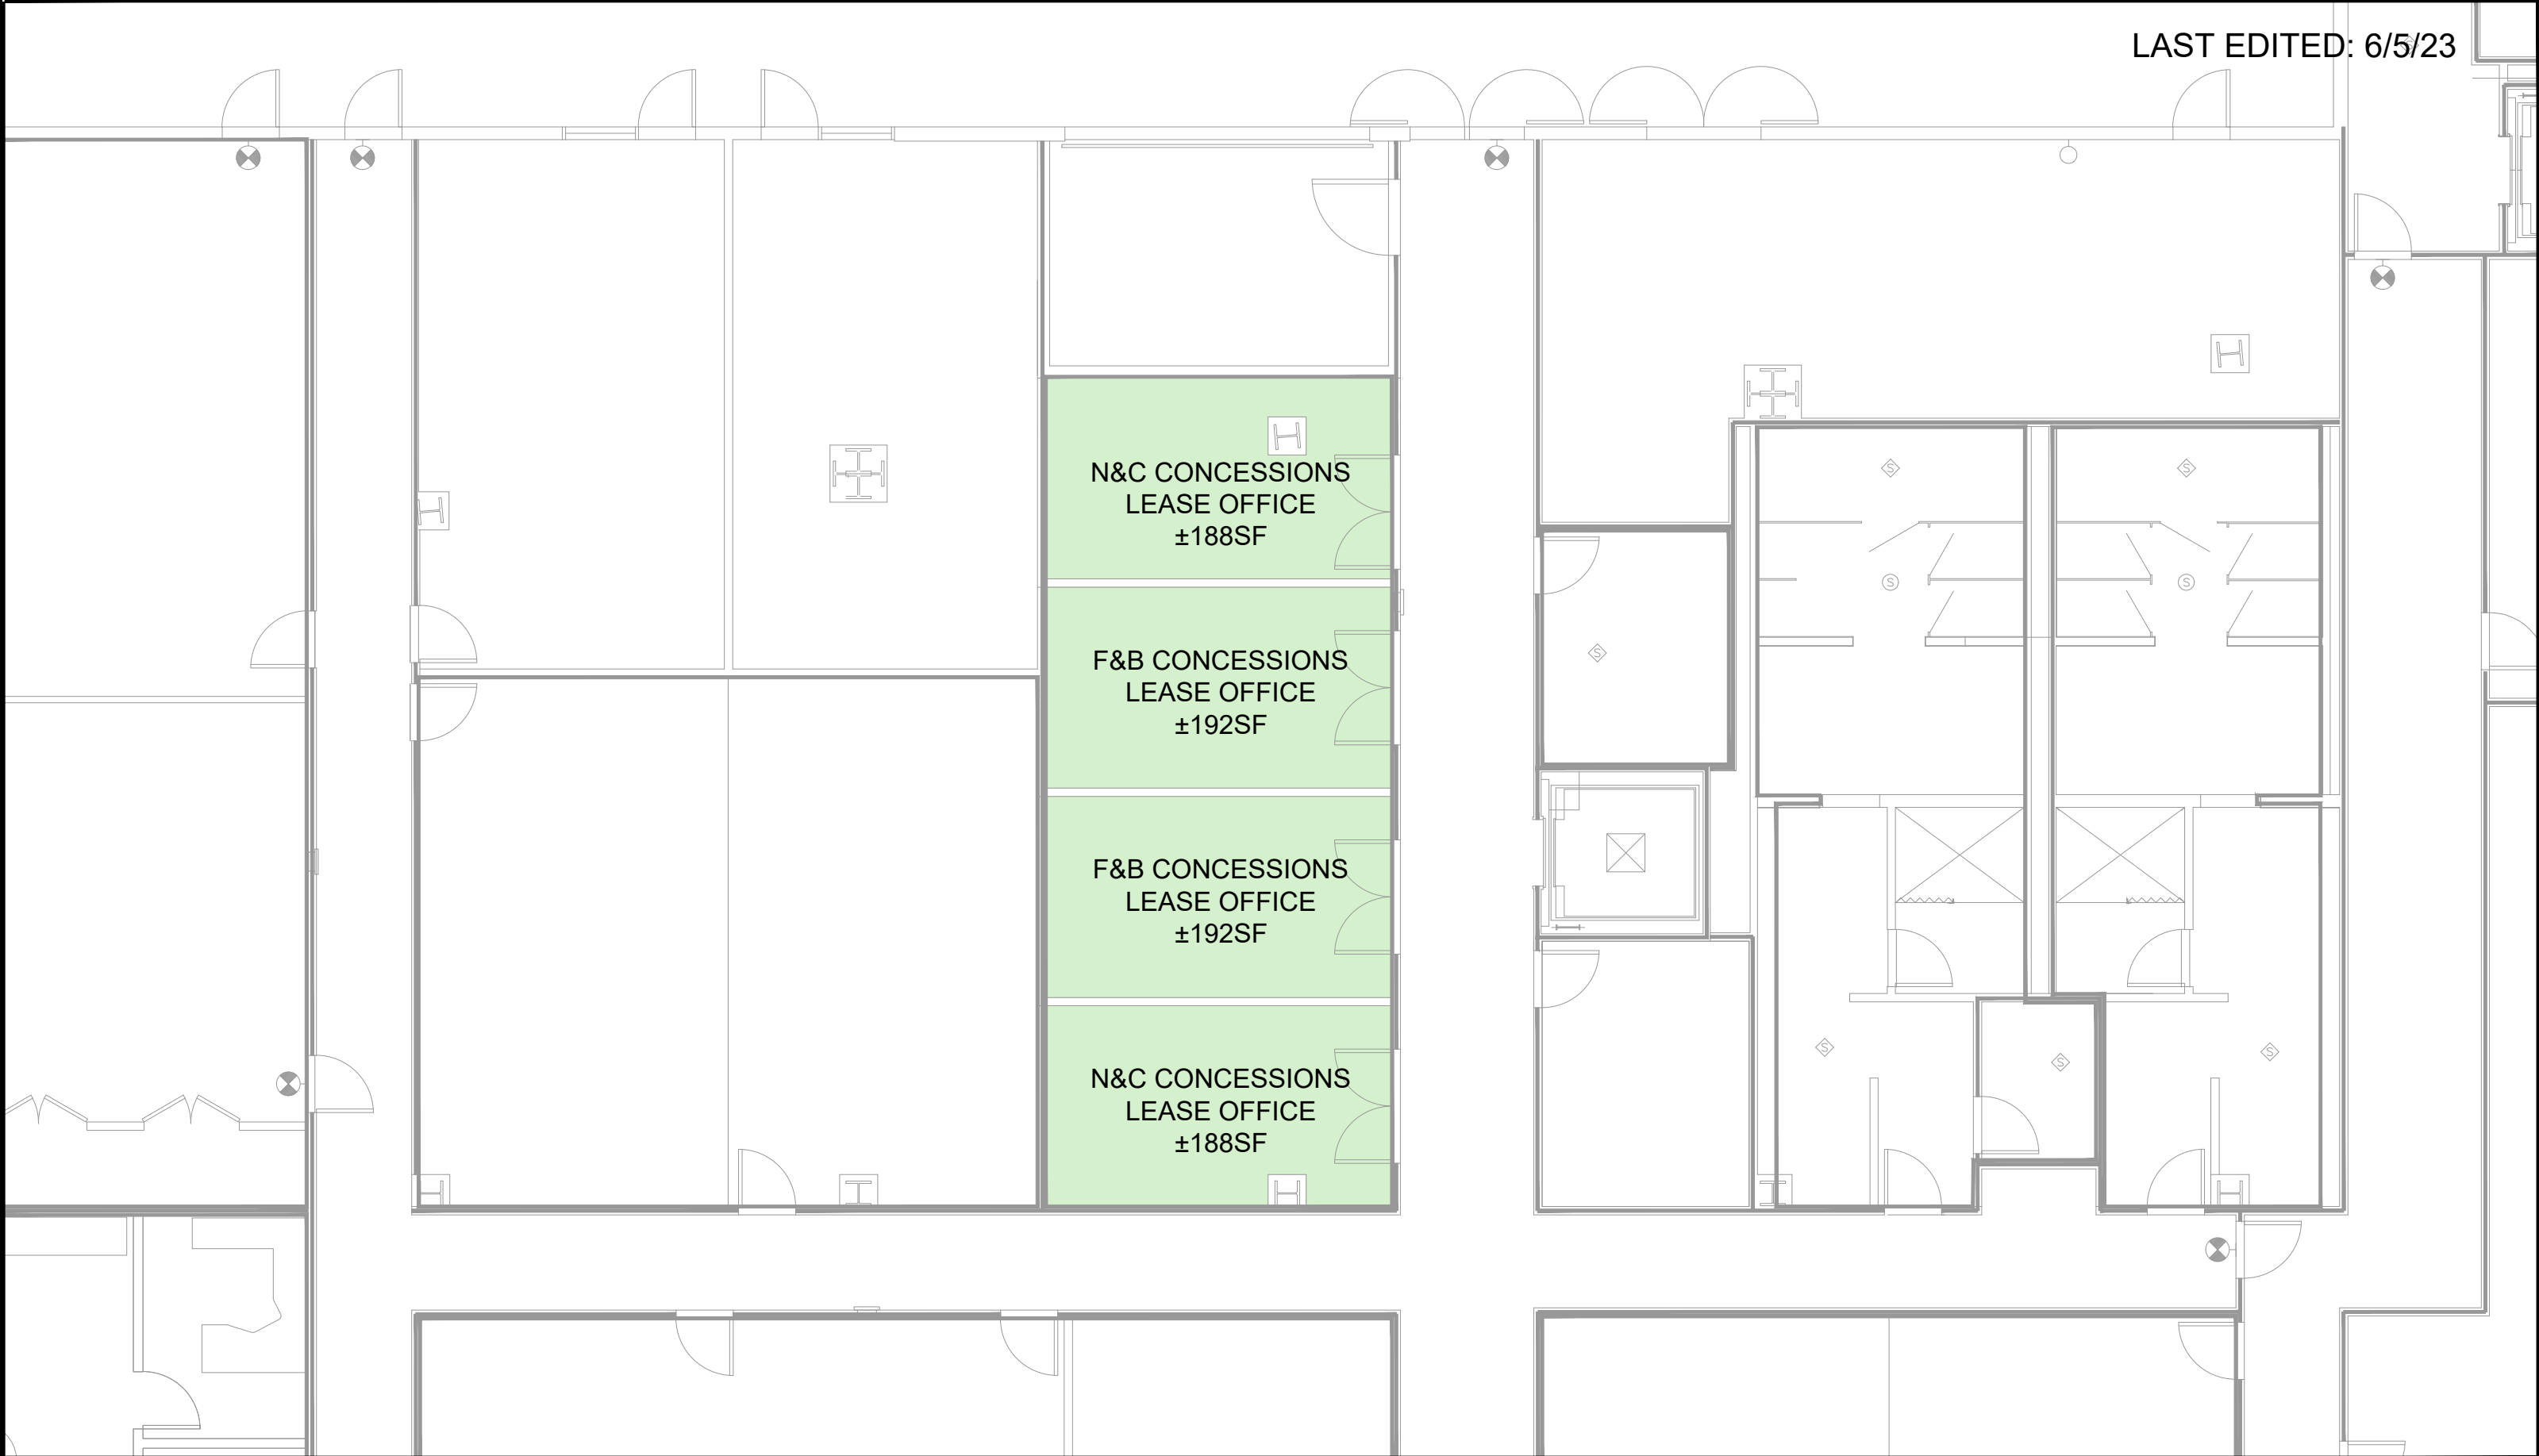 LAST EDITED: 6/5/23
N&C CONCESSIONS
LEASE OFFICE
±188SF
S
S
F&B CONCESSIONS
LEASE OFFICE
±192SF
S
S
S
F&B CONCESSIONS
LEASE OFFICE
±192SF
N&C CONCESSIONS
LEASE OFFICE
±188SF
S
S
S